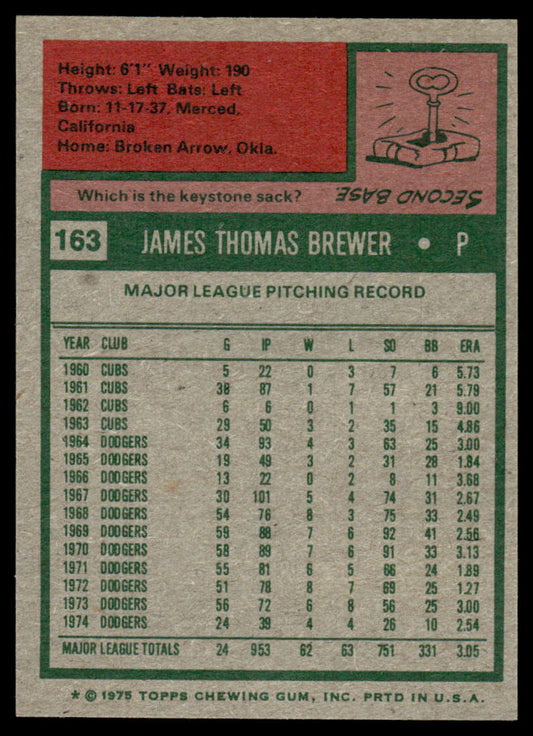 Height: 6'1" Weight: 190
Throws: Left Bats: Left
Born: 11-17-37, Merced,
California
Home: Broken Arrow, Okla.
Which is the keystone sack?
SECOND BASE
163 JAMES THOMAS BREWER • P
MAJOR LEAGUE PITCHING RECORD
YEAR CLUB G IP W L SO BB ERA
1960 CUBS 5 22 0 3 7 6 5.73
1961 CUBS 38 87 1 7 57 21 5.79
1962 CUBS 6 6 0 1 1 3 9.00
1963 CUBS 29 50 3 2 35 15 4.86
1964 DODGERS 34 93 4 3 63 25 3.00
1965 DODGERS 19 49 3 2 31 28 1.84
1966 DODGERS 13 22 0 2 8 11 3.68
1967 DODGERS 30 101 5 4 74 31 2.67
1968 DODGERS 54 76 8 3 75 33 2.49
1969 DODGERS 59 88 7 6 92 41 2.56
1970 DODGERS 58 89 7 6 91 33 3.13
1971 DODGERS 55 81 6 5 66 24 1.89
1972 DODGERS 51 78 8 7 69 25 1.27
1973 DODGERS 56 72 6 8 56 25 3.00
1974 DODGERS 24 39 4 4 26 10 2.54
MAJOR LEAGUE TOTALS 24 953 62 63 751 331 3.05
* © 1975 TOPPS CHEWING GUM, INC. PRTD IN U.S.A.